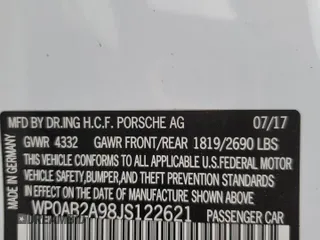 MFD BY DR.ING H.C.F. PORSCHE AG 07/17
GVWR 4332 GAWR FRONT/REAR 1819/2690 LBS
THIS VEHICLE CONFORMS TO ALL APPLICABLE U.S.FEDERAL MOTOR
VEHICLE SAFETY, BUMPER, AND THEFT PREVENTION STANDARDS
IN EFFECT ON THE DATE OF MANUFACTURE SHOWN ABOVE.
WP0AB2A98JS122621 PASSENGER CAR
MADE IN GERMANY